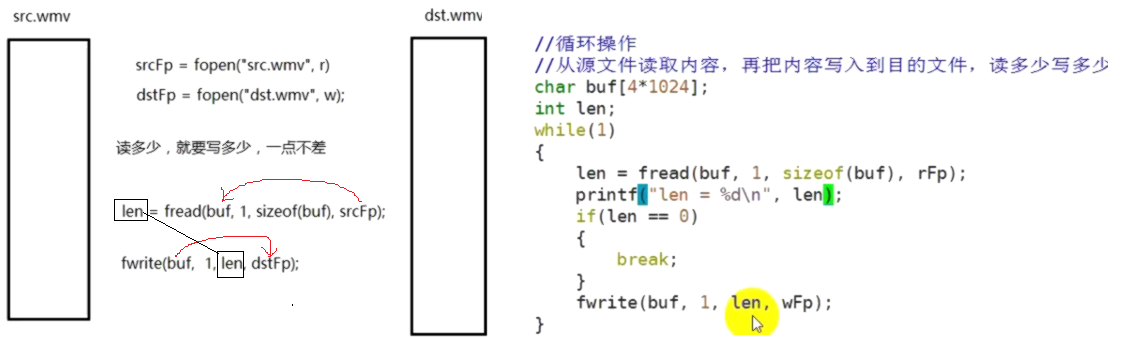 src.wmv
dst.wmv
srcFp = fopen("src.wmv", r)
dstFp = fopen("dst.wmv", w);
读多少，就要写多少，一点不差
len = fread(buf, 1, sizeof(buf), srcFp);
fwrite(buf, 1, len, dstFp);
//循环操作
//从源文件读取内容，再把内容写入到目的文件，读多少写多少
char buf[4*1024];
int len;
while(1)
{
len = fread(buf, 1, sizeof(buf), rFp);
printf("len = %d\n", len);
if(len == 0)
{
break;
}
fwrite(buf, 1, len, wFp);
}